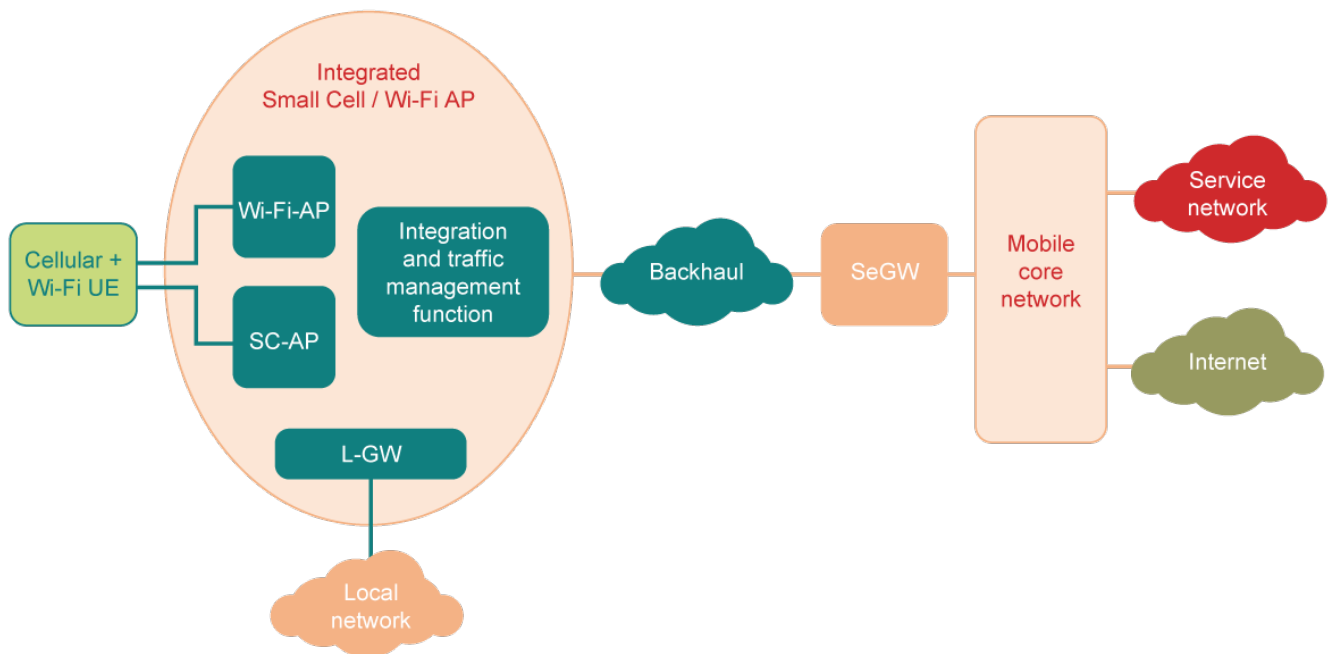 Integrated
Small Cell / Wi-Fi AP
Wi-Fi-AP
Cellular +
Wi-Fi UE
SC-AP
Integration
and traffic
management
function
L-GW
Local
network
Backhaul
SeGW
Mobile
core
network
Service
network
Internet